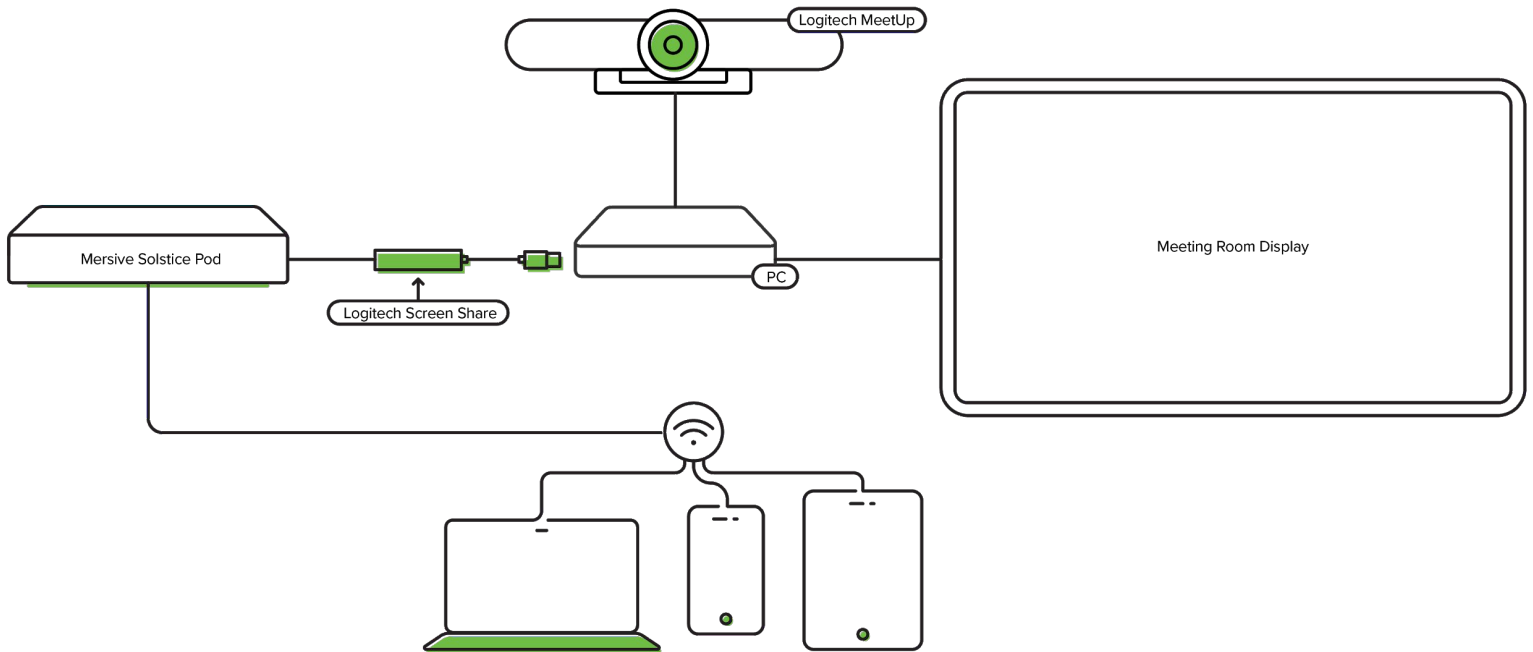 Logitech MeetUp
Mersive Solstice Pod
Meeting Room Display
PC
Logitech Screen Share